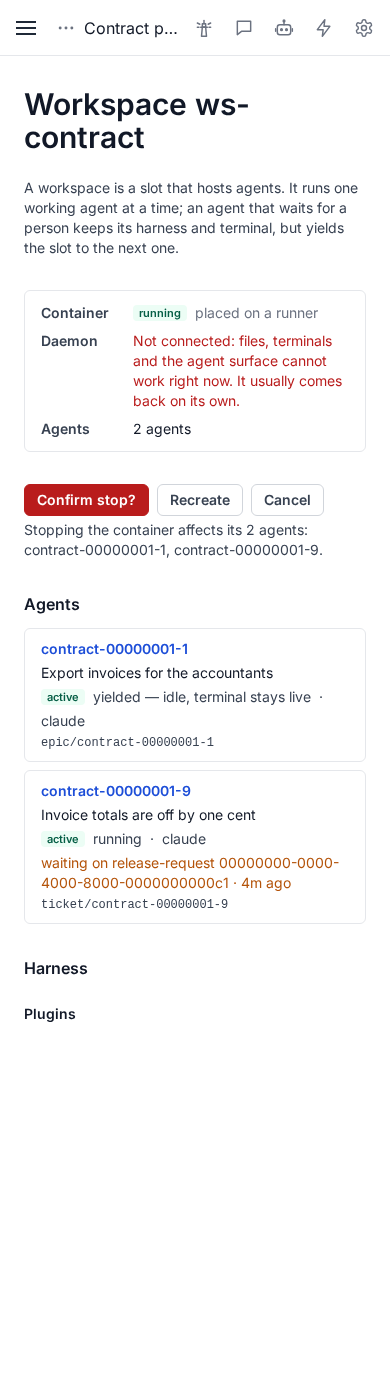 Contract p…
Workspace ws-
contract
A workspace is a slot that hosts agents. It runs one
working agent at a time; an agent that waits for a
person keeps its harness and terminal, but yields
the slot to the next one.
Container running placed on a runner
Daemon Not connected: files, terminals
and the agent surface cannot
work right now. It usually comes
back on its own.
Agents 2 agents
Confirm stop? Recreate Cancel
Stopping the container affects its 2 agents:
contract-00000001-1, contract-00000001-9.
Agents
contract-00000001-1
Export invoices for the accountants
active yielded — idle, terminal stays live ·
claude
epic/contract-00000001-1
contract-00000001-9
Invoice totals are off by one cent
active running · claude
waiting on release-request 00000000-0000-
4000-8000-0000000000c1 · 4m ago
ticket/contract-00000001-9
Harness
Plugins